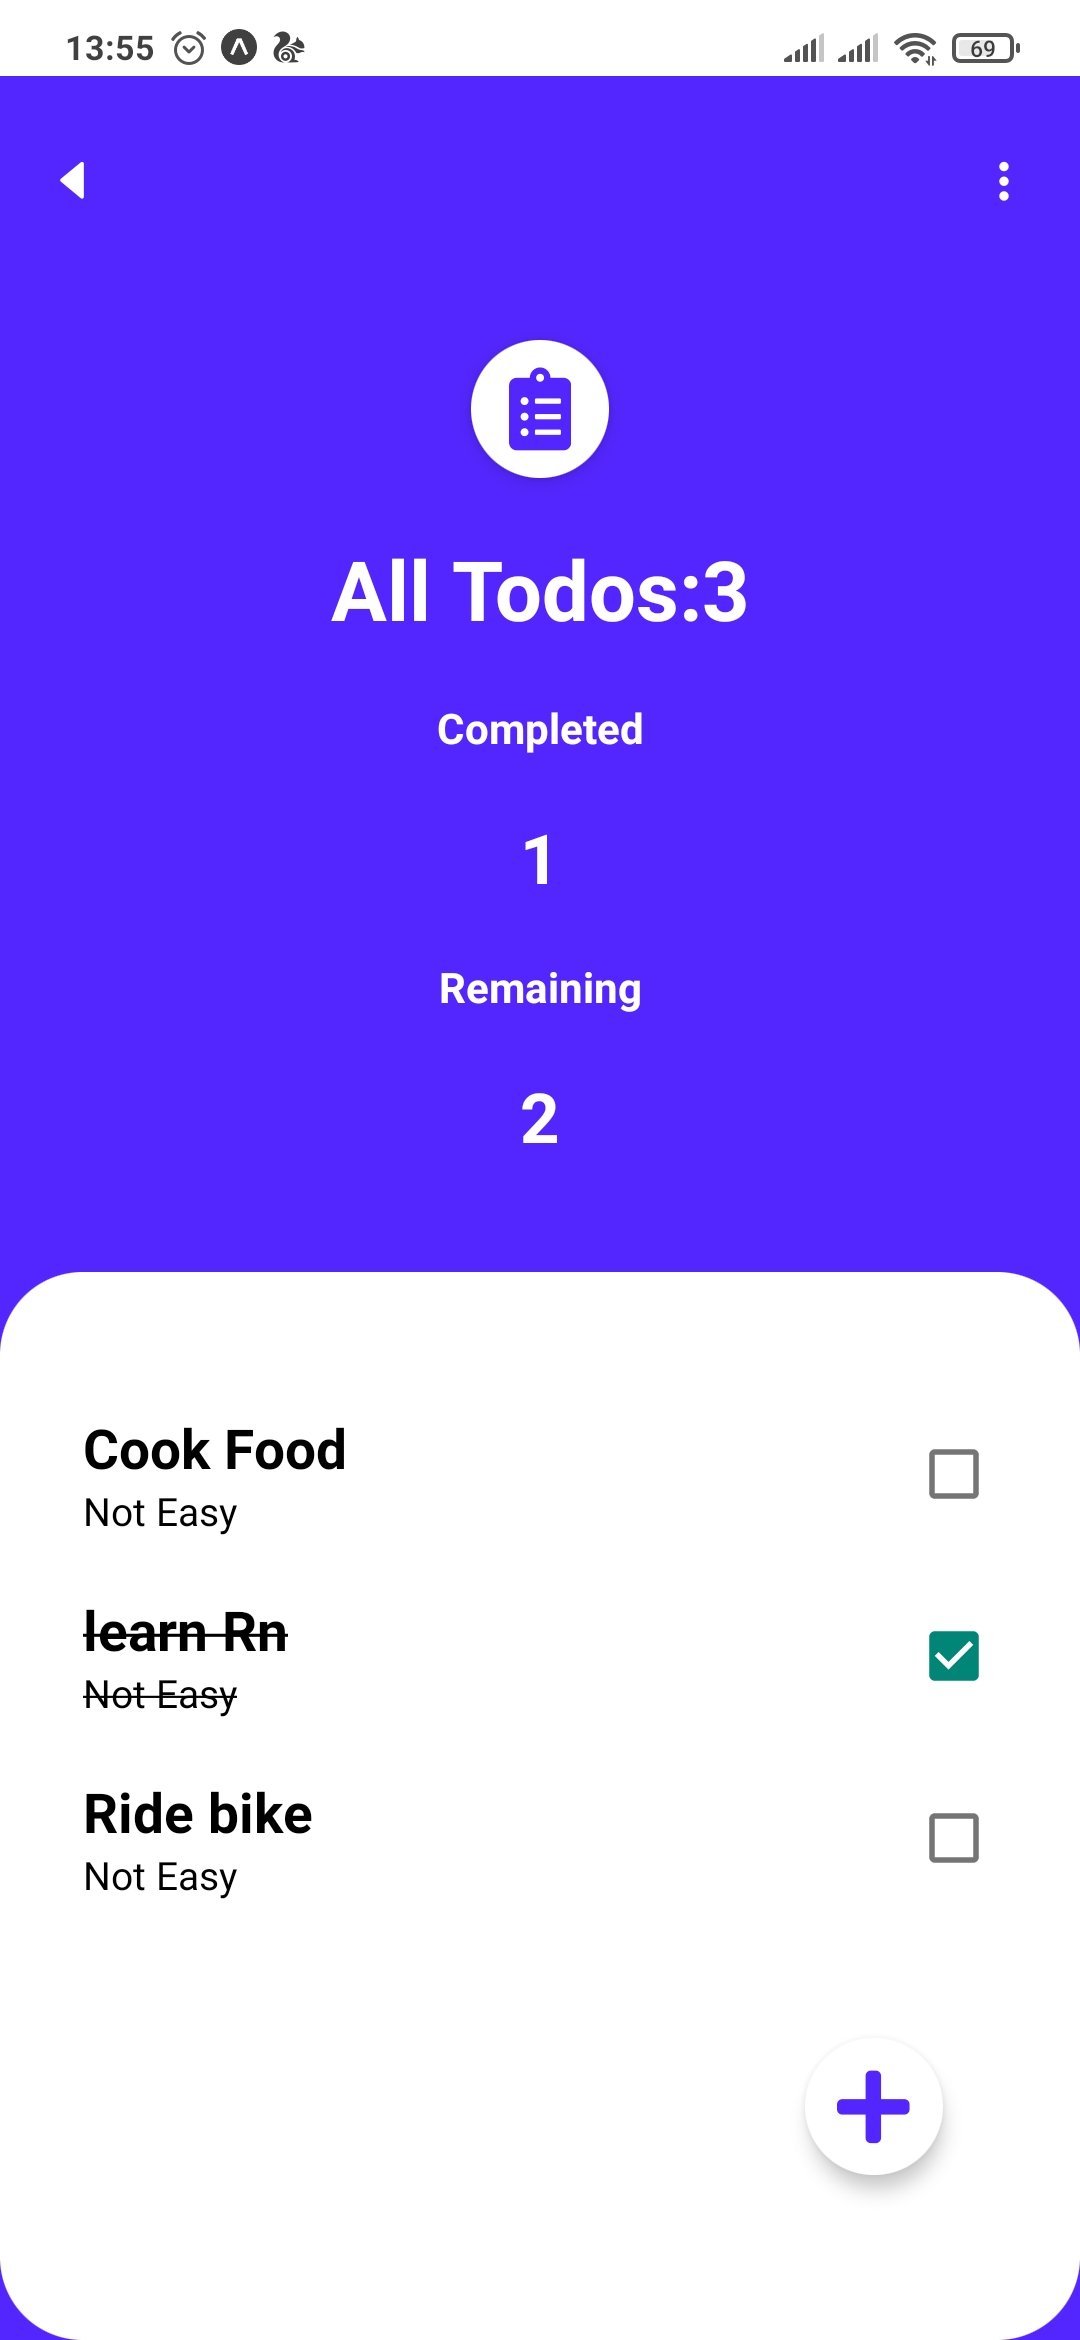 13:55
69
All Todos:3
Completed
1
Remaining
2
Cook Food
Not Easy
learn Rn
Not Easy
Ride bike
Not Easy